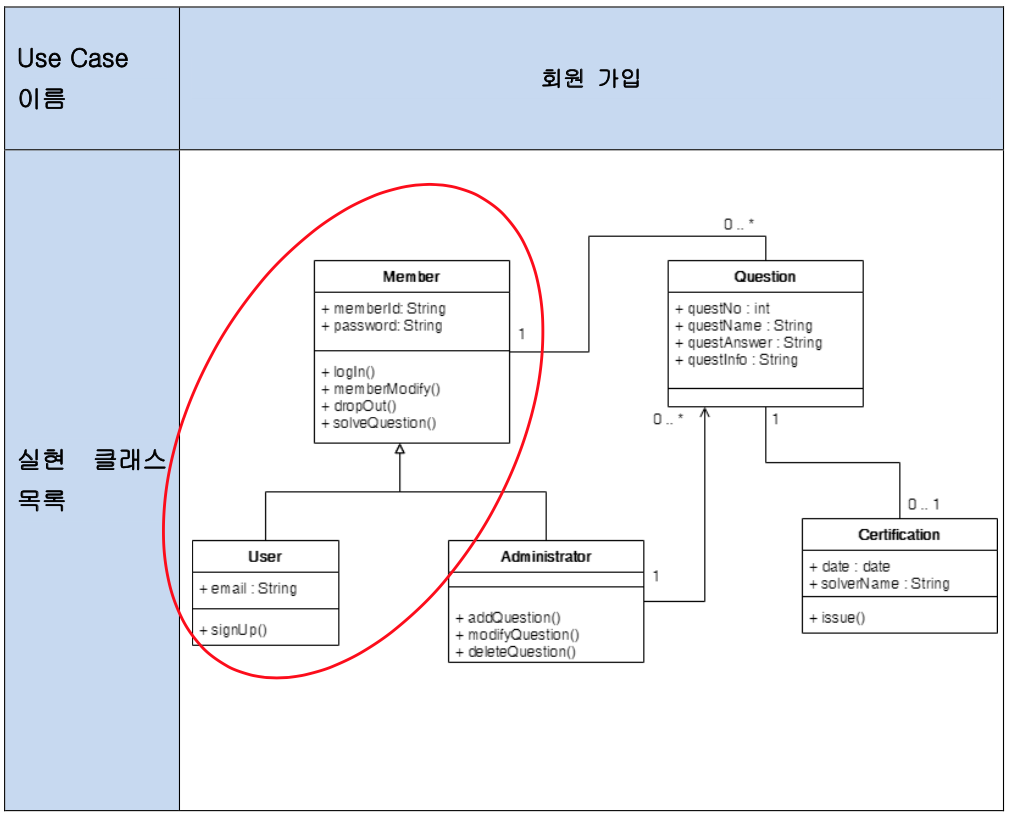 Use Case
이름
회원 가입
실현 클래스
목록
Member
+ memberId: String
+ password: String
+ logIn()
+ memberModify()
+ dropOut()
+ solveQuestion()
1
0 .. *
Question
+ questNo : int
+ questName : String
+ questAnswer : String
+ questInfo : String
0 .. *
1
0 .. 1
User
+ email : String
+ signUp()
Administrator
+ addQuestion()
+ modifyQuestion()
+ deleteQuestion()
1
Certification
+ date : date
+ solverName : String
+ issue()